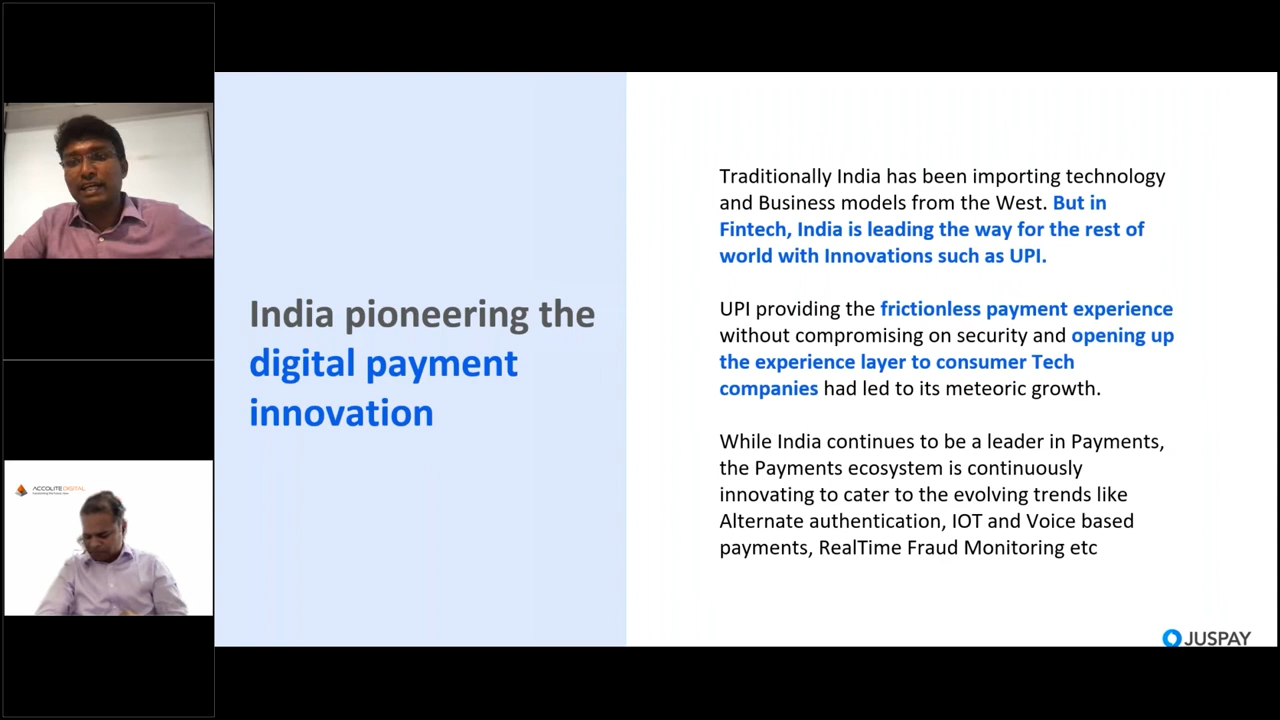 India pioneering the
digital payment
innovation
Traditionally India has been importing technology
and Business models from the West. But in
Fintech, India is leading the way for the rest of
world with Innovations such as UPI.
UPI providing the frictionless payment experience
without compromising on security and opening up
the experience layer to consumer Tech
companies had led to its meteoric growth.
While India continues to be a leader in Payments,
the Payments ecosystem is continuously
innovating to cater to the evolving trends like
Alternate authentication, IOT and Voice based
payments, RealTime Fraud Monitoring etc
JUSPAY
ACCOLITE DIGITAL